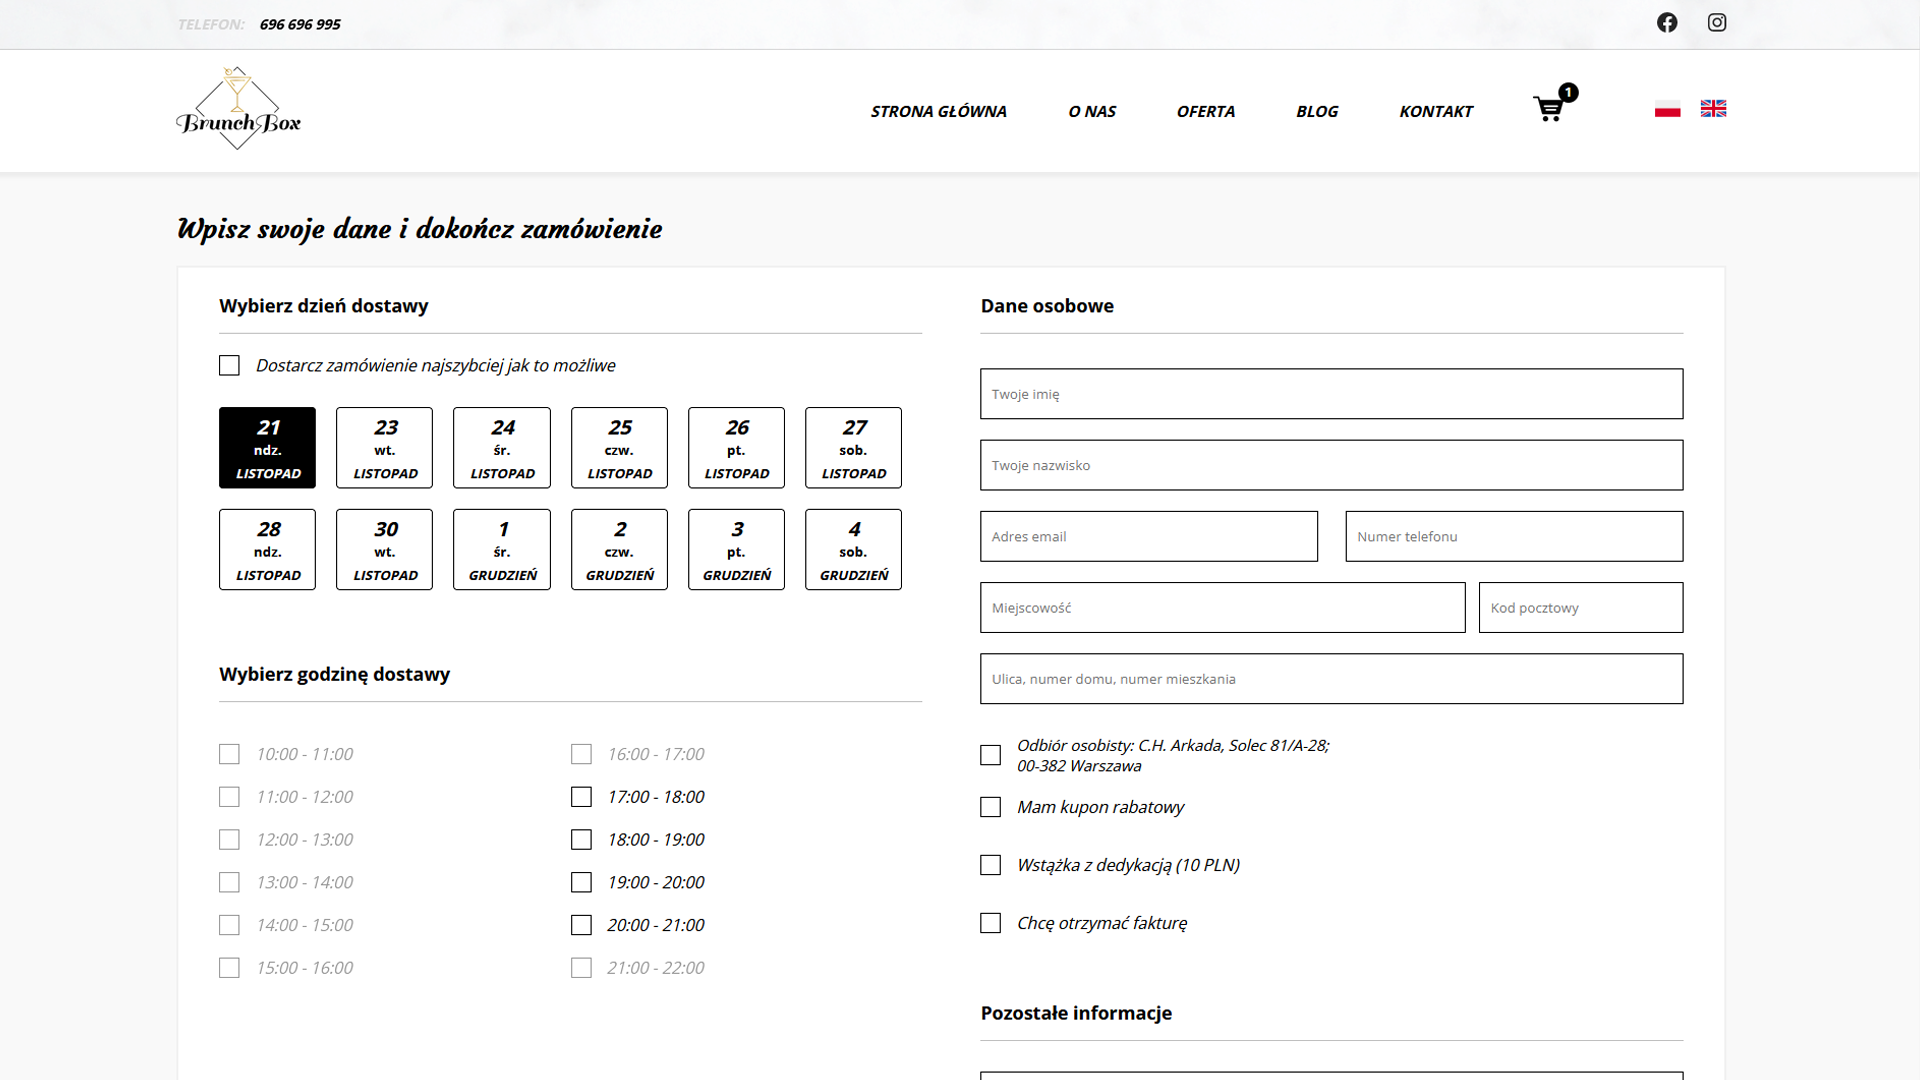 TELEFON: 696 696 995
BrunchBox
STRONA GŁÓWNA O NAS OFERTA BLOG KONTAKT 1
Wpisz swoje dane i dokończ zamówienie
Wybierz dzień dostawy
Dostarcz zamówienie najszybciej jak to możliwe
21 23 24 25 26 27
ndz. wt. śr. czw. pt. sob.
LISTOPAD LISTOPAD LISTOPAD LISTOPAD LISTOPAD LISTOPAD
28 30 1 2 3 4
ndz. wt. śr. czw. pt. sob.
LISTOPAD LISTOPAD GRUDZIEŃ GRUDZIEŃ GRUDZIEŃ GRUDZIEŃ
Wybierz godzinę dostawy
10:00 - 11:00 16:00 - 17:00
11:00 - 12:00 17:00 - 18:00
12:00 - 13:00 18:00 - 19:00
13:00 - 14:00 19:00 - 20:00
14:00 - 15:00 20:00 - 21:00
15:00 - 16:00 21:00 - 22:00
Dane osobowe
Twoje imię
Twoje nazwisko
Adres email Numer telefonu
Miejscowość Kod pocztowy
Ulica, numer domu, numer mieszkania
Odbiór osobisty: C.H. Arkada, Solec 81/A-28;
00-382 Warszawa
Mam kupon rabatowy
Wstążka z dedykacją (10 PLN)
Chcę otrzymać fakturę
Pozostałe informacje